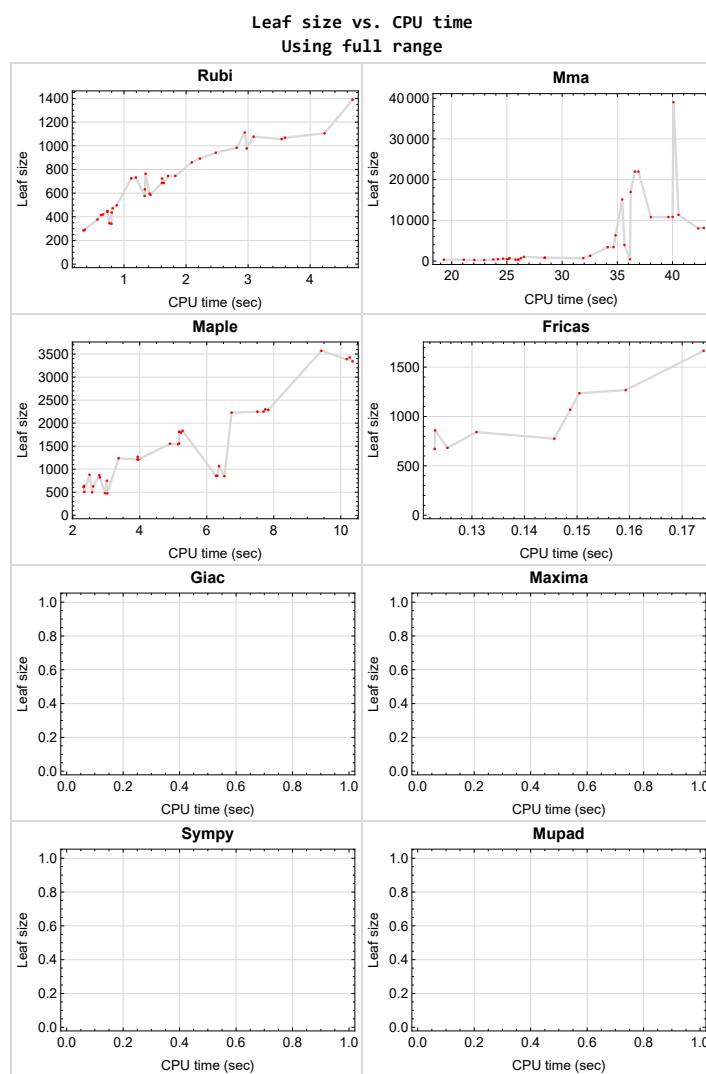 Leaf size vs. CPU time
Using full range
Rubi
Leaf size
1400
1200
1000
800
600
400
200
0
1 2 3 4
CPU time (sec)
Mma
Leaf size
40000
30000
20000
10000
0
20 25 30 35 40
CPU time (sec)
Maple
Leaf size
3500
3000
2500
2000
1500
1000
500
0
2 4 6 8 10
CPU time (sec)
Fricas
Leaf size
1500
1000
500
0
0.13 0.14 0.15 0.16 0.17
CPU time (sec)
Giac
Leaf size
1.0
0.8
0.6
0.4
0.2
0.0
0.0 0.2 0.4 0.6 0.8 1.0
CPU time (sec)
Maxima
Leaf size
1.0
0.8
0.6
0.4
0.2
0.0
0.0 0.2 0.4 0.6 0.8 1.0
CPU time (sec)
Sympy
Leaf size
1.0
0.8
0.6
0.4
0.2
0.0
0.0 0.2 0.4 0.6 0.8 1.0
CPU time (sec)
Mupad
Leaf size
1.0
0.8
0.6
0.4
0.2
0.0
0.0 0.2 0.4 0.6 0.8 1.0
CPU time (sec)